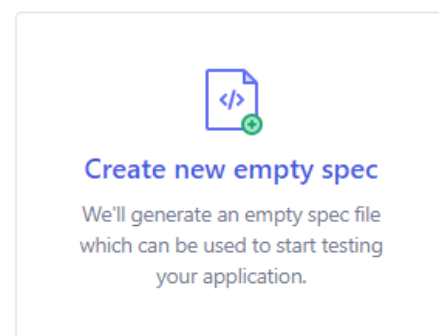 </>
Create new empty spec
We'll generate an empty spec file
which can be used to start testing
your application.